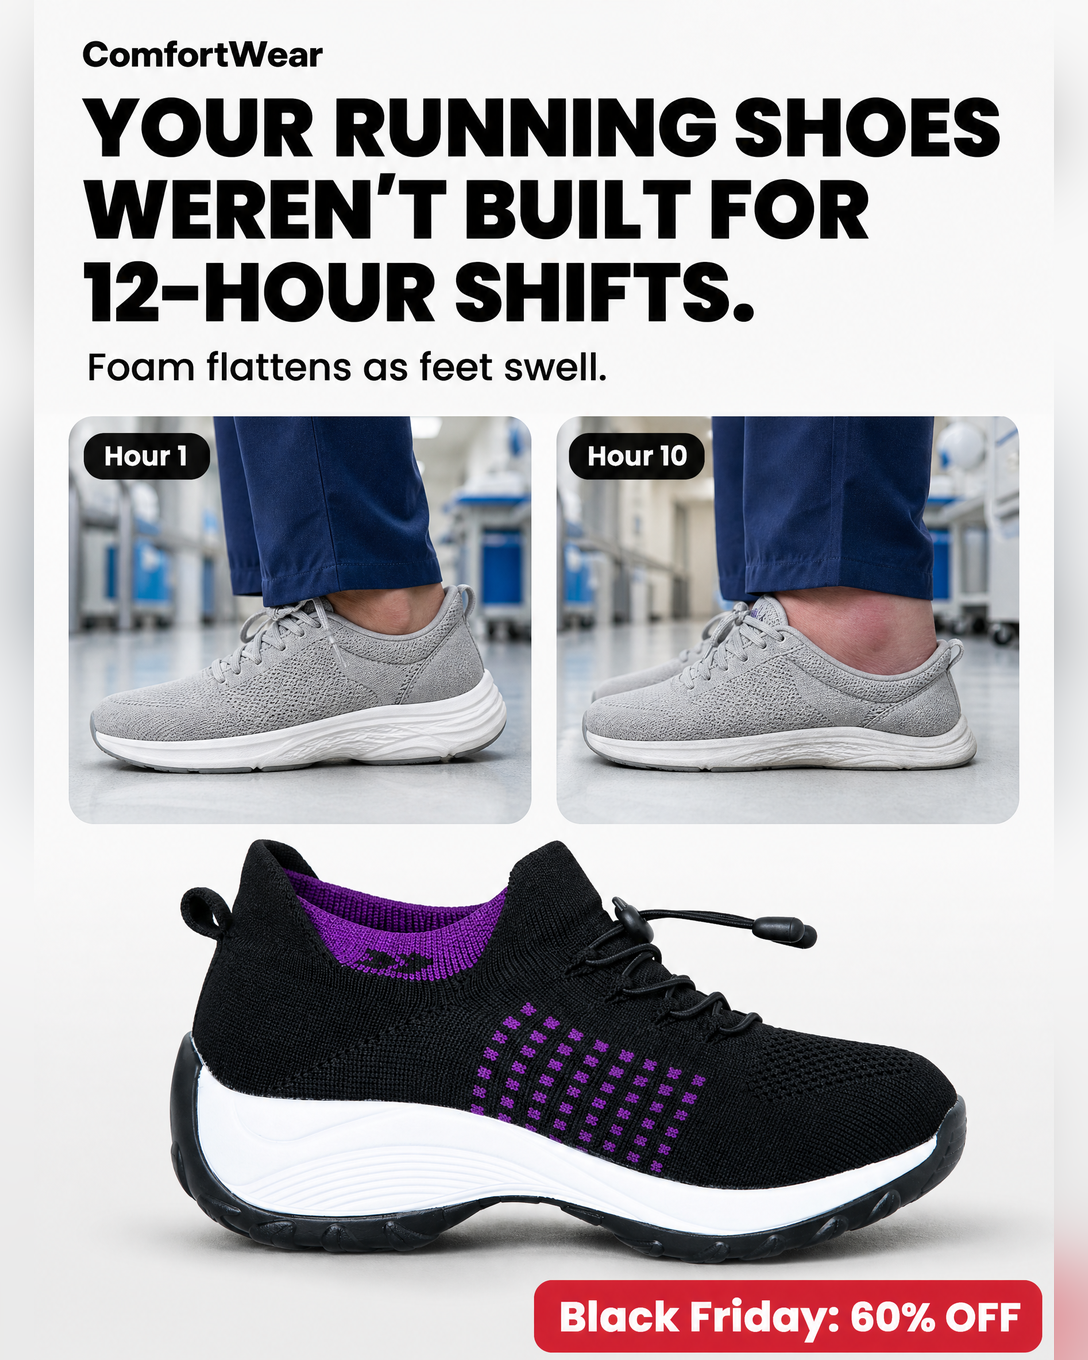 ComfortWear
YOUR RUNNING SHOES
WEREN’T BUILT FOR
12-HOUR SHIFTS.
Foam flattens as feet swell.
Hour 1
Hour 10
Black Friday: 60% OFF